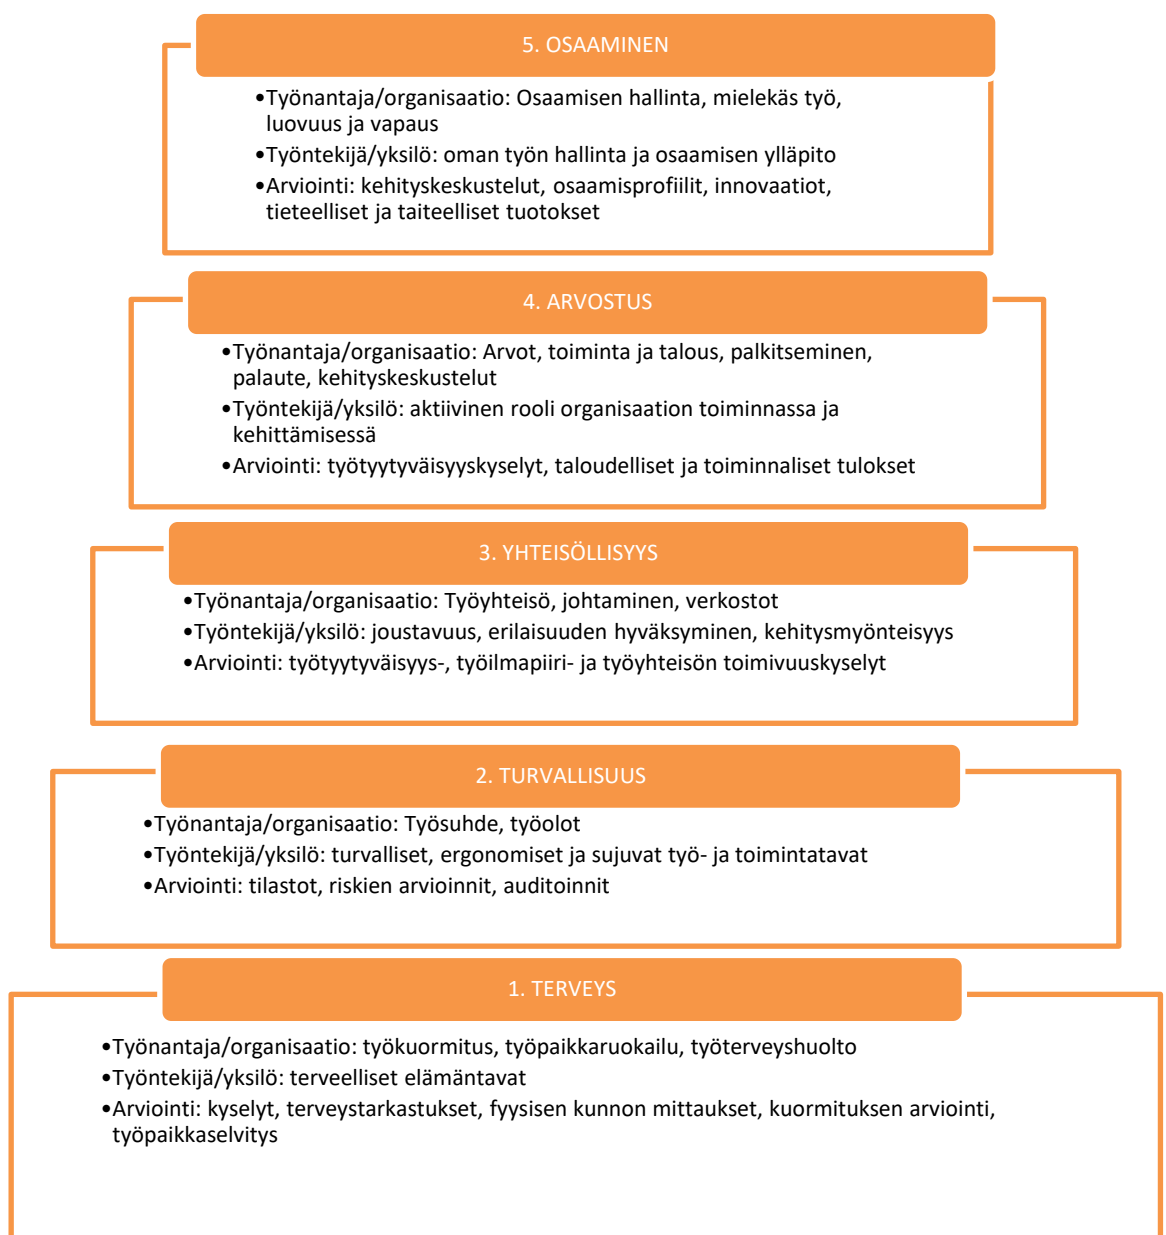 5. OSAAMINEN
•Työnantaja/organisaatio: Osaamisen hallinta, mielekäs työ,
luovuus ja vapaus
•Työntekijä/yksilö: oman työn hallinta ja osaamisen ylläpito
•Arviointi: kehityskeskustelut, osaamisprofiilit, innovaatiot,
tieteelliset ja taiteelliset tuotokset
4. ARVOSTUS
•Työnantaja/organisaatio: Arvot, toiminta ja talous, palkitseminen,
palaute, kehityskeskustelut
•Työntekijä/yksilö: aktiivinen rooli organisaation toiminnassa ja
kehittämisessä
•Arviointi: työtyytyväisyyskyselyt, taloudelliset ja toiminnalliset tulokset
3. YHTEISÖLLISYYS
•Työnantaja/organisaatio: Työyhteisö, johtaminen, verkostot
•Työntekijä/yksilö: joustavuus, erilaisuuden hyväksyminen, kehitysmyönteisyys
•Arviointi: työtyytyväisyys-, työilmapiiri- ja työyhteisön toimivuuskyselyt
2. TURVALLISUUS
•Työnantaja/organisaatio: Työsuhde, työolot
•Työntekijä/yksilö: turvalliset, ergonomiset ja sujuvat työ- ja toimintatavat
•Arviointi: tilastot, riskien arvioinnit, auditoinnit
1. TERVEYS
•Työnantaja/organisaatio: työkuormitus, työpaikkaruokailu, työterveyshuolto
•Työntekijä/yksilö: terveelliset elämäntavat
•Arviointi: kyselyt, terveystarkastukset, fyysisen kunnon mittaukset, kuormituksen arviointi,
työpaikkaselvitys